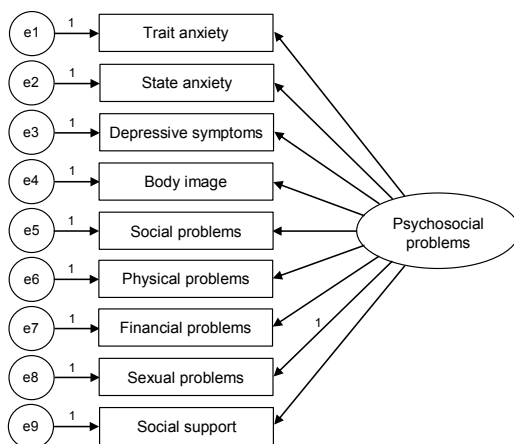 e1 1 Trait anxiety
e2 1 State anxiety
e3 1 Depressive symptoms
e4 1 Body image
e5 1 Social problems
Psychosocial
problems
e6 1 Physical problems
e7 1 Financial problems 1
e8 1 Sexual problems
e9 1 Social support